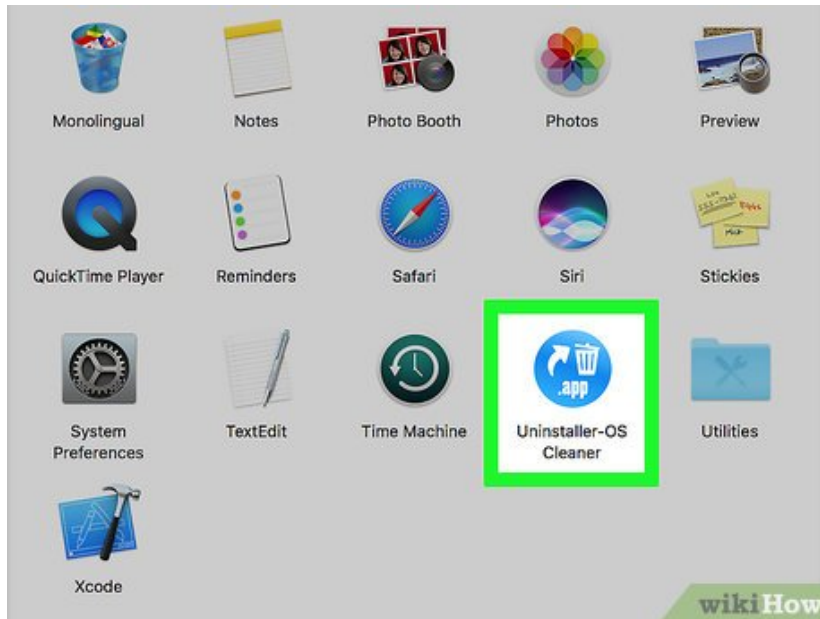 Monolingual
Notes
Photo Booth
Photos
Preview
QuickTime Player
Reminders
Safari
Siri
Stickies
.app
System
Preferences
TextEdit
Time Machine
Uninstaller-OS
Cleaner
Utilities
Xcode
wikiHow